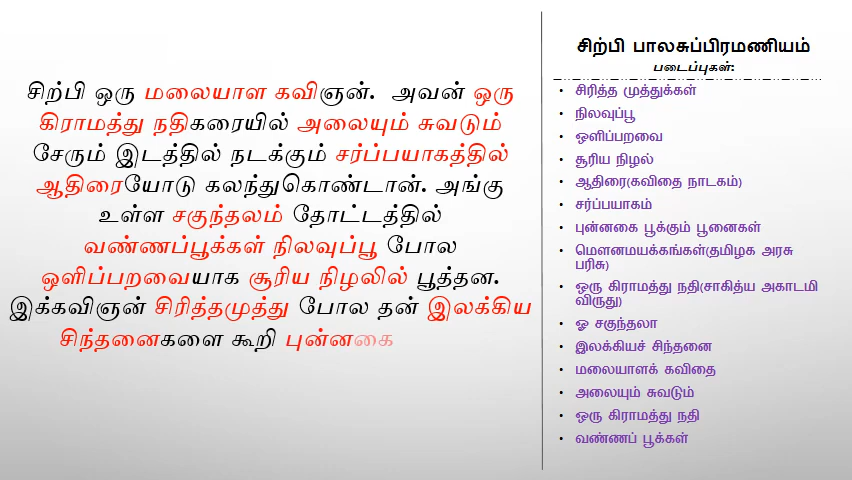 சிற்பி ஒரு மலையாள கவிஞன். அவன் ஒரு
கிராமத்து நதிகரையில் அலையும் சுவடும்
சேரும் இடத்தில் நடக்கும் சர்ப்பயாகத்தில்
ஆதிரையோடு கலந்துகொண்டான். அங்கு
உள்ள சகுந்தலம் தோட்டத்தில்
வண்ணப்பூக்கள் நிலவுப்பூ போல
ஒளிப்பறவையாக சூரிய நிழலில் பூத்தன.
இக்கவிஞன் சிரித்தமுத்து போல தன் இலக்கிய
சிந்தனைகளை கூறி புன்னகை
சிற்பி பாலசுப்பிரமணியம்
படைப்புகள்:
• சிரித்த முத்துக்கள்
• நிலவுப்பூ
• ஒளிப்பறவை
• சூரிய நிழல்
• ஆதிரை(கவிதை நாடகம்)
• சர்ப்பயாகம்
• புன்னகை பூக்கும் பூனைகள்
• மௌனமயக்கங்கள்(தமிழக அரசு
பரிசு)
• ஒரு கிராமத்து நதி(சாகித்ய அகாடமி
விருது)
• ஓ சகுந்தலா
• இலக்கியச் சிந்தனை
• மலையாளக் கவிதை
• அலையும் சுவடும்
• ஒரு கிராமத்து நதி
• வண்ணப் பூக்கள்